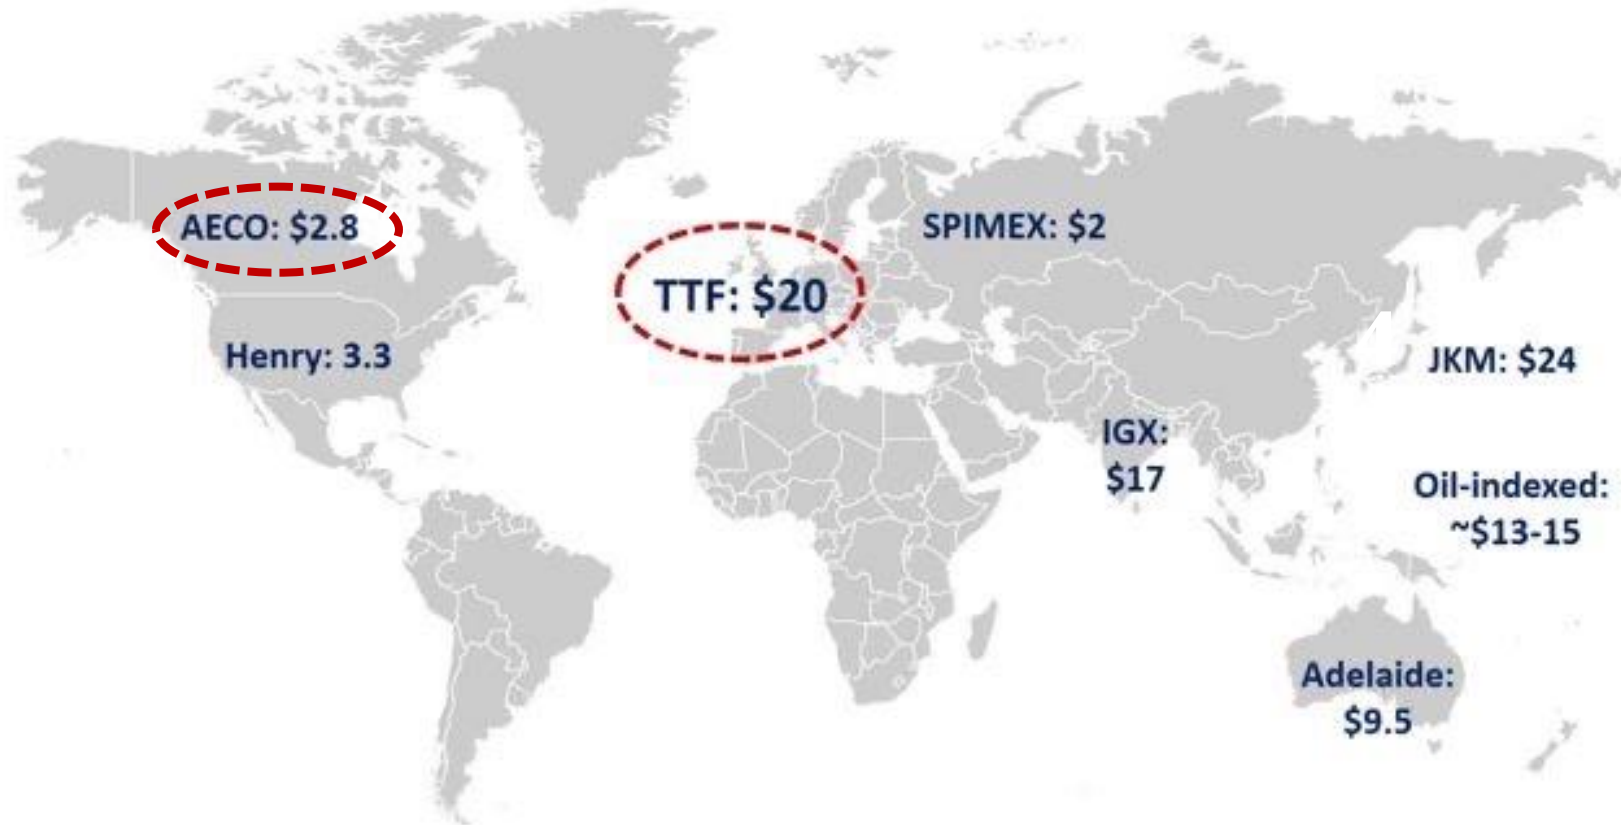 AECO: $2.8
SPIMEX: $2
TTF: $20
Henry: 3.3
JKM: $24
IGX:
$17
Oil-indexed:
~$13-15
Adelaide:
$9.5